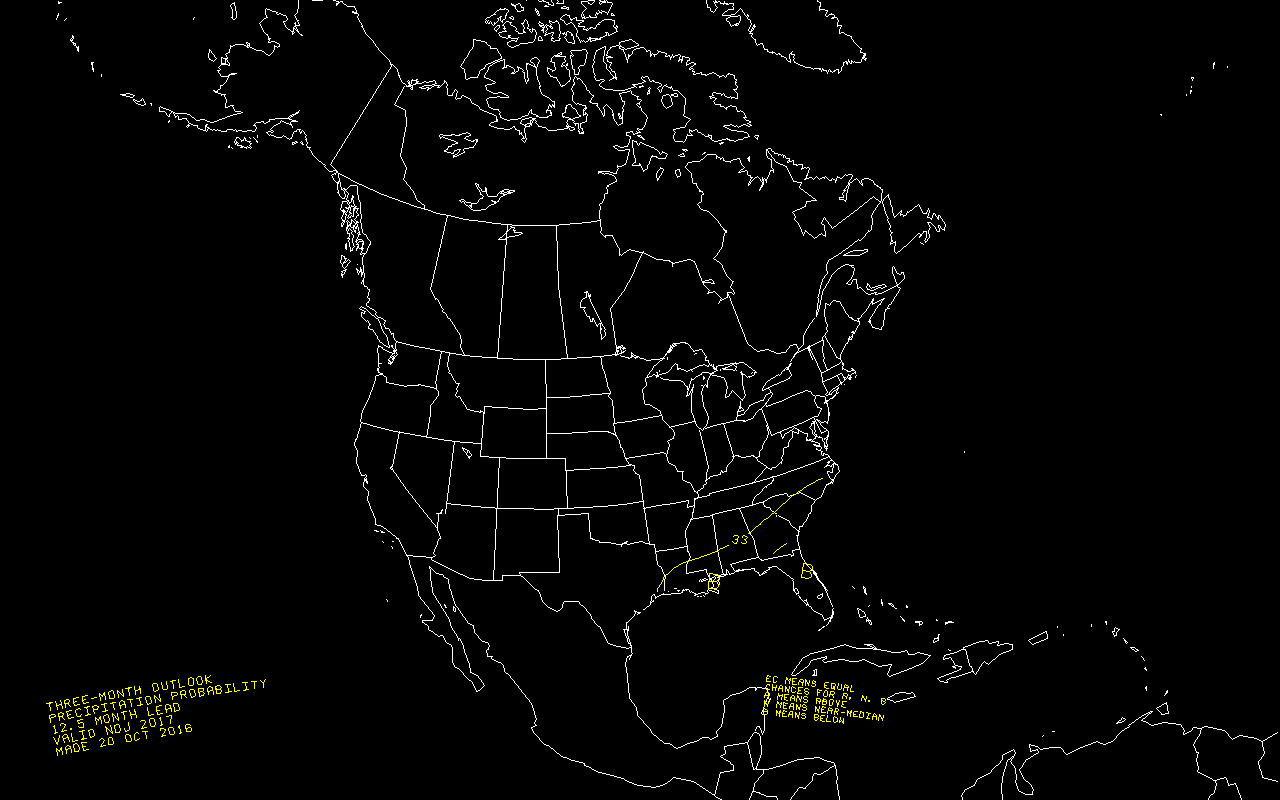 33
B
B
THREE-MONTH OUTLOOK
PRECIPITATION PROBABILITY
12.5 MONTH LEAD
VALID NDJ 2017
MADE 20 OCT 2016
EC MEANS EQUAL
CHANCES FOR A, N, B
A MEANS ABOVE
N MEANS NEAR-MEDIAN
B MEANS BELOW